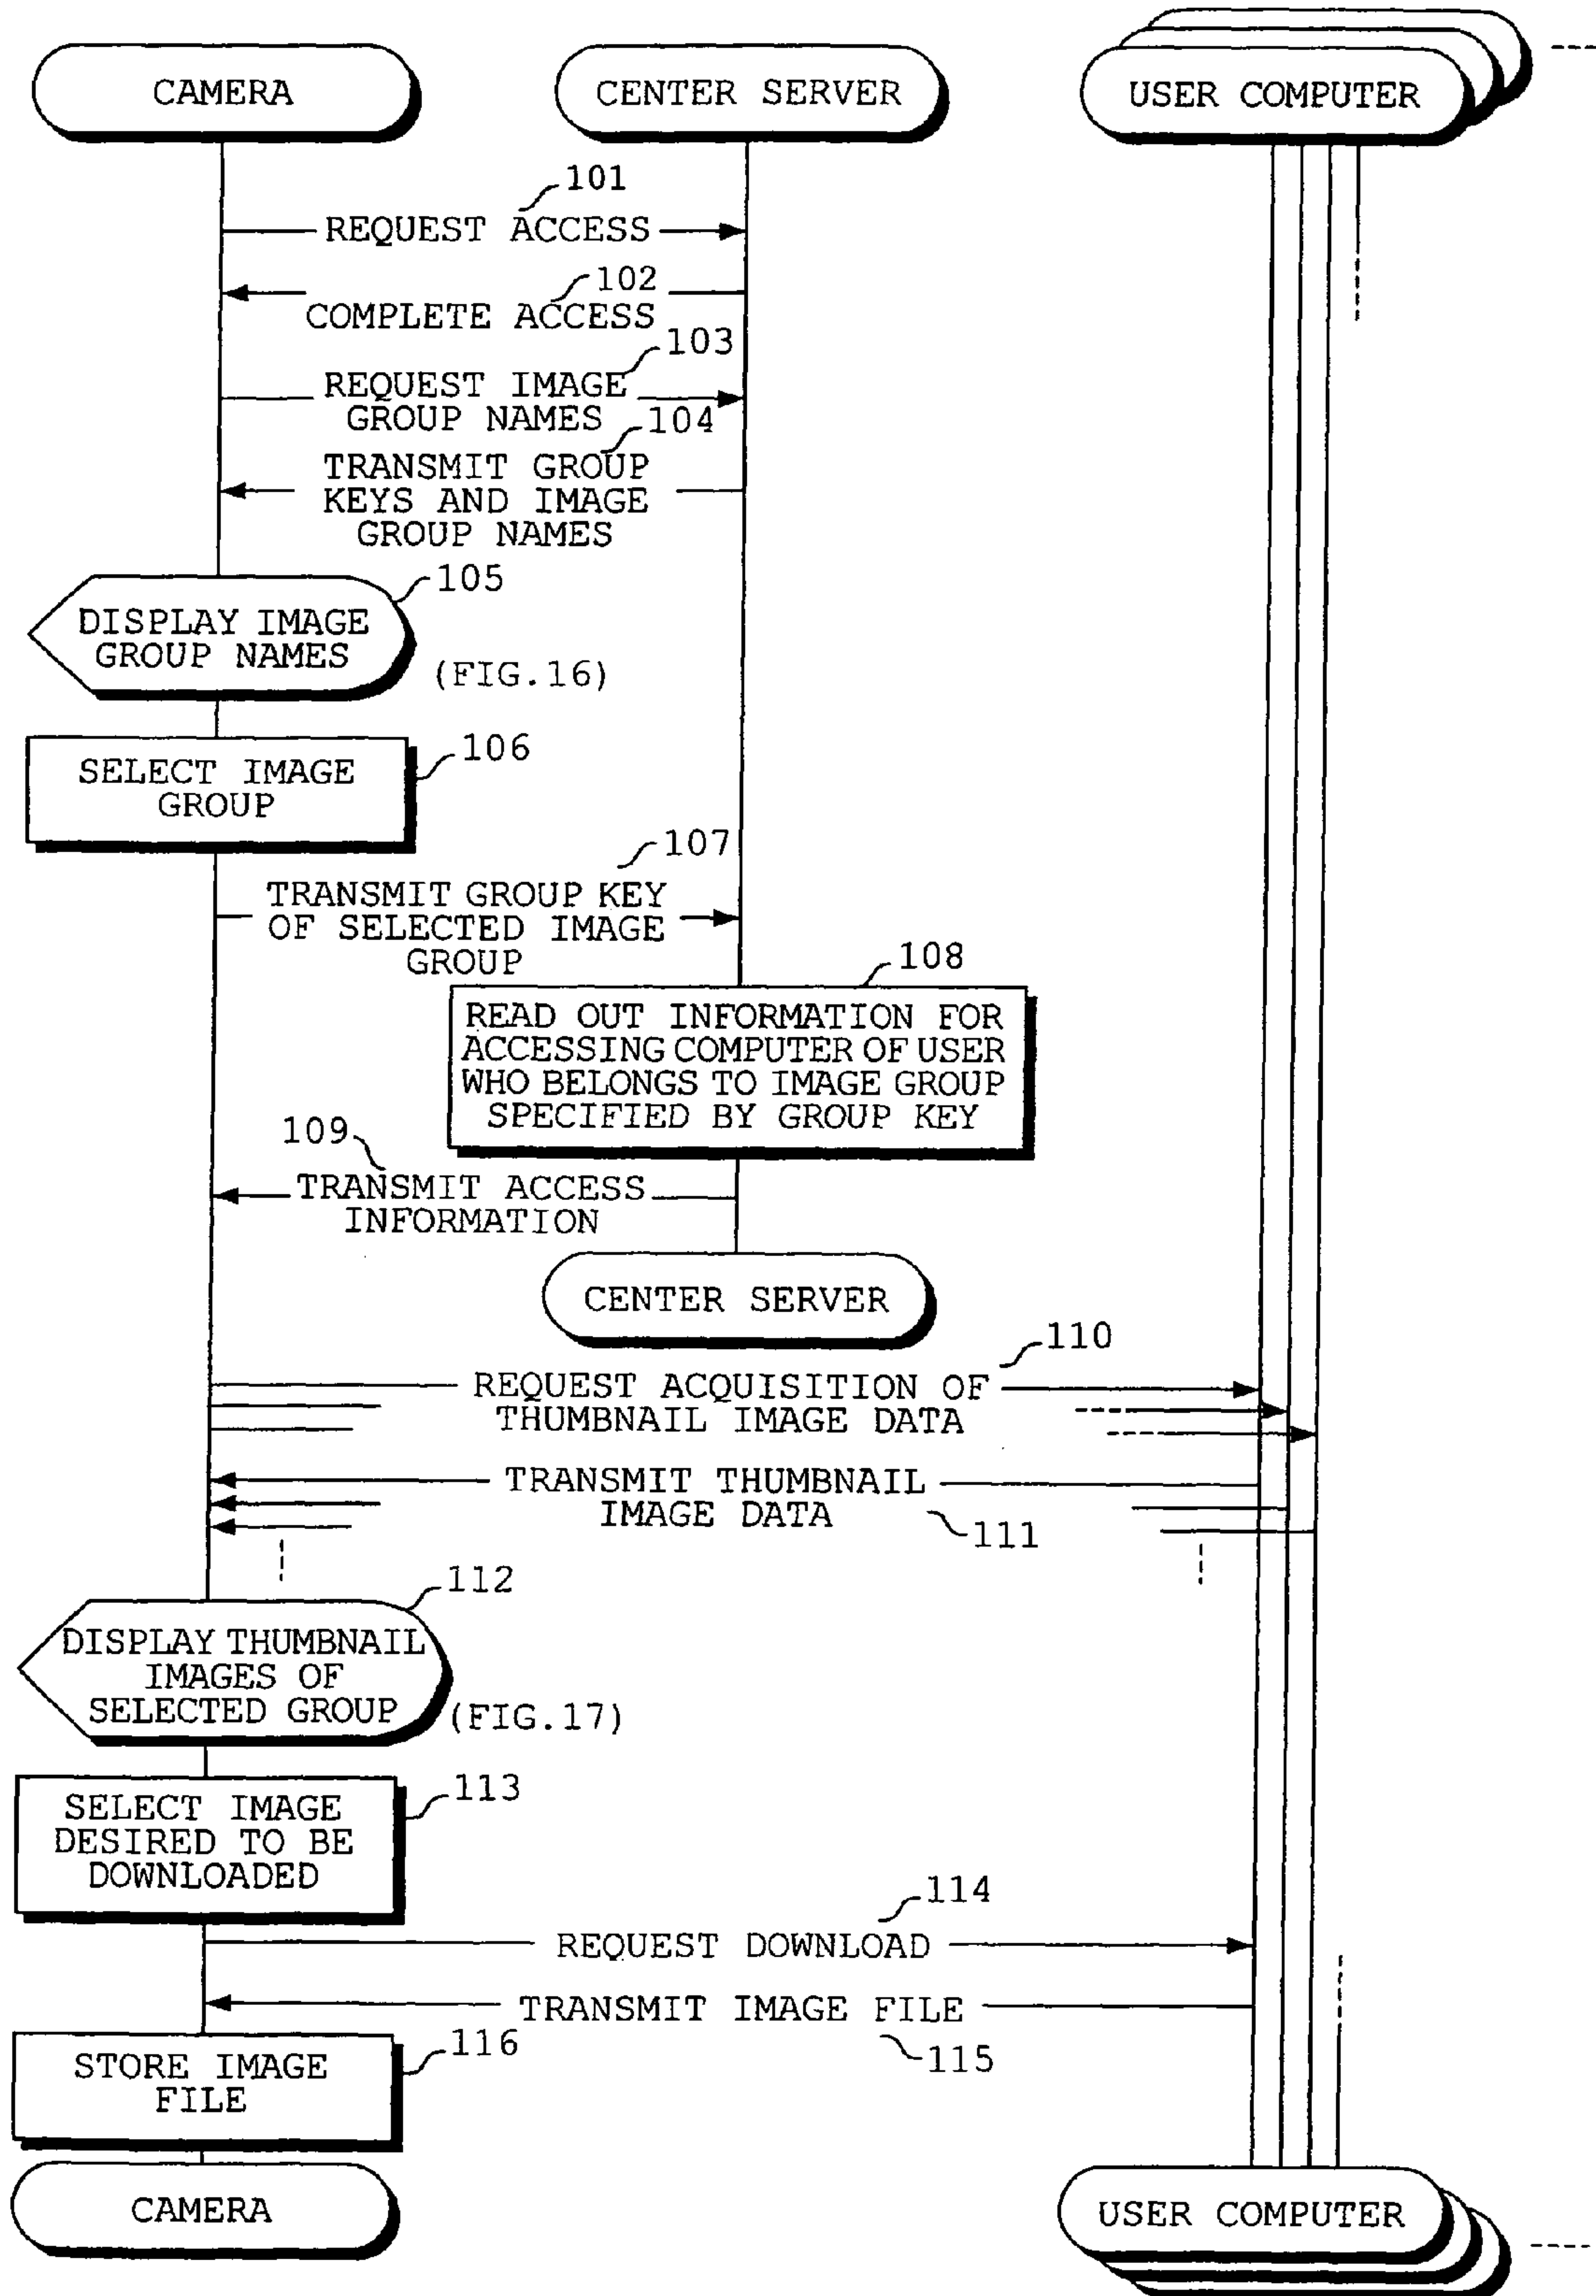 CAMERA
CENTER SERVER
USER COMPUTER
101
REQUEST ACCESS
102
COMPLETE ACCESS
103
REQUEST IMAGE
GROUP NAMES
104
TRANSMIT GROUP
KEYS AND IMAGE
GROUP NAMES
105
DISPLAY IMAGE
GROUP NAMES
(FIG.16)
106
SELECT IMAGE
GROUP
107
TRANSMIT GROUP KEY
OF SELECTED IMAGE
GROUP
108
READ OUT INFORMATION FOR
ACCESSING COMPUTER OF USER
WHO BELONGS TO IMAGE GROUP
SPECIFIED BY GROUP KEY
109
TRANSMIT ACCESS
INFORMATION
CENTER SERVER
110
REQUEST ACQUISITION OF
THUMBNAIL IMAGE DATA
TRANSMIT THUMBNAIL
IMAGE DATA
111
112
DISPLAY THUMBNAIL
IMAGES OF
SELECTED GROUP
(FIG.17)
113
SELECT IMAGE
DESIRED TO BE
DOWNLOADED
114
REQUEST DOWNLOAD
TRANSMIT IMAGE FILE
115
116
STORE IMAGE
FILE
CAMERA
USER COMPUTER